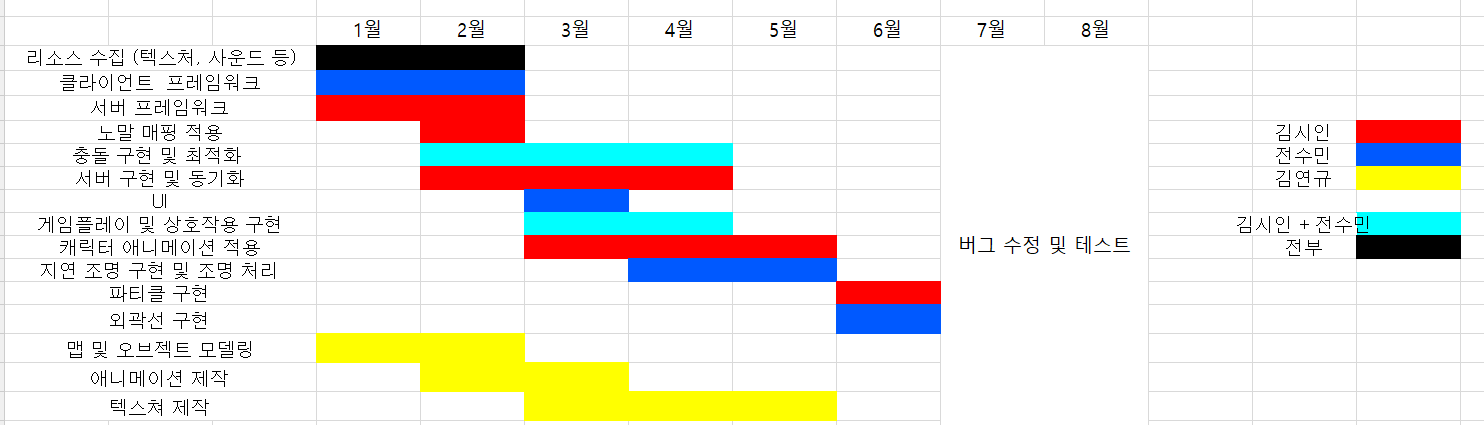 1월 2월 3월 4월 5월 6월 7월 8월
리소스 수집 (텍스처, 사운드 등)
클라이언트 프레임워크
서버 프레임워크
노말 매핑 적용
충돌 구현 및 최적화
서버 구현 및 동기화
UI
게임플레이 및 상호작용 구현
캐릭터 애니메이션 적용
지연 조명 구현 및 조명 처리
파티클 구현
외곽선 구현
맵 및 오브젝트 모델링
애니메이션 제작
텍스쳐 제작
버그 수정 및 테스트
김시인
전수민
김연규
김시인 + 전수민
전부